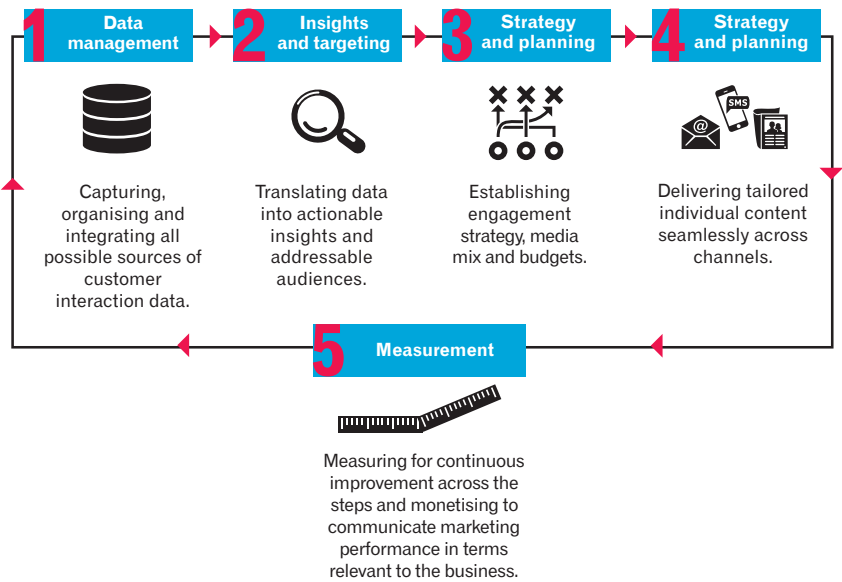 1 Data
management
2 Insights
and targeting
3 Strategy
and planning
4 Strategy
and planning
@
SMS
Capturing,
organising and
integrating all
possible sources of
customer
interaction data.
Translating data
into actionable
insights and
addressable
audiences.
Establishing
engagement
strategy, media
mix and budgets.
Delivering tailored
individual content
seamlessly across
channels.
5 Measurement
Measuring for continuous
improvement across the
steps and monetising to
communicate marketing
performance in terms
relevant to the business.